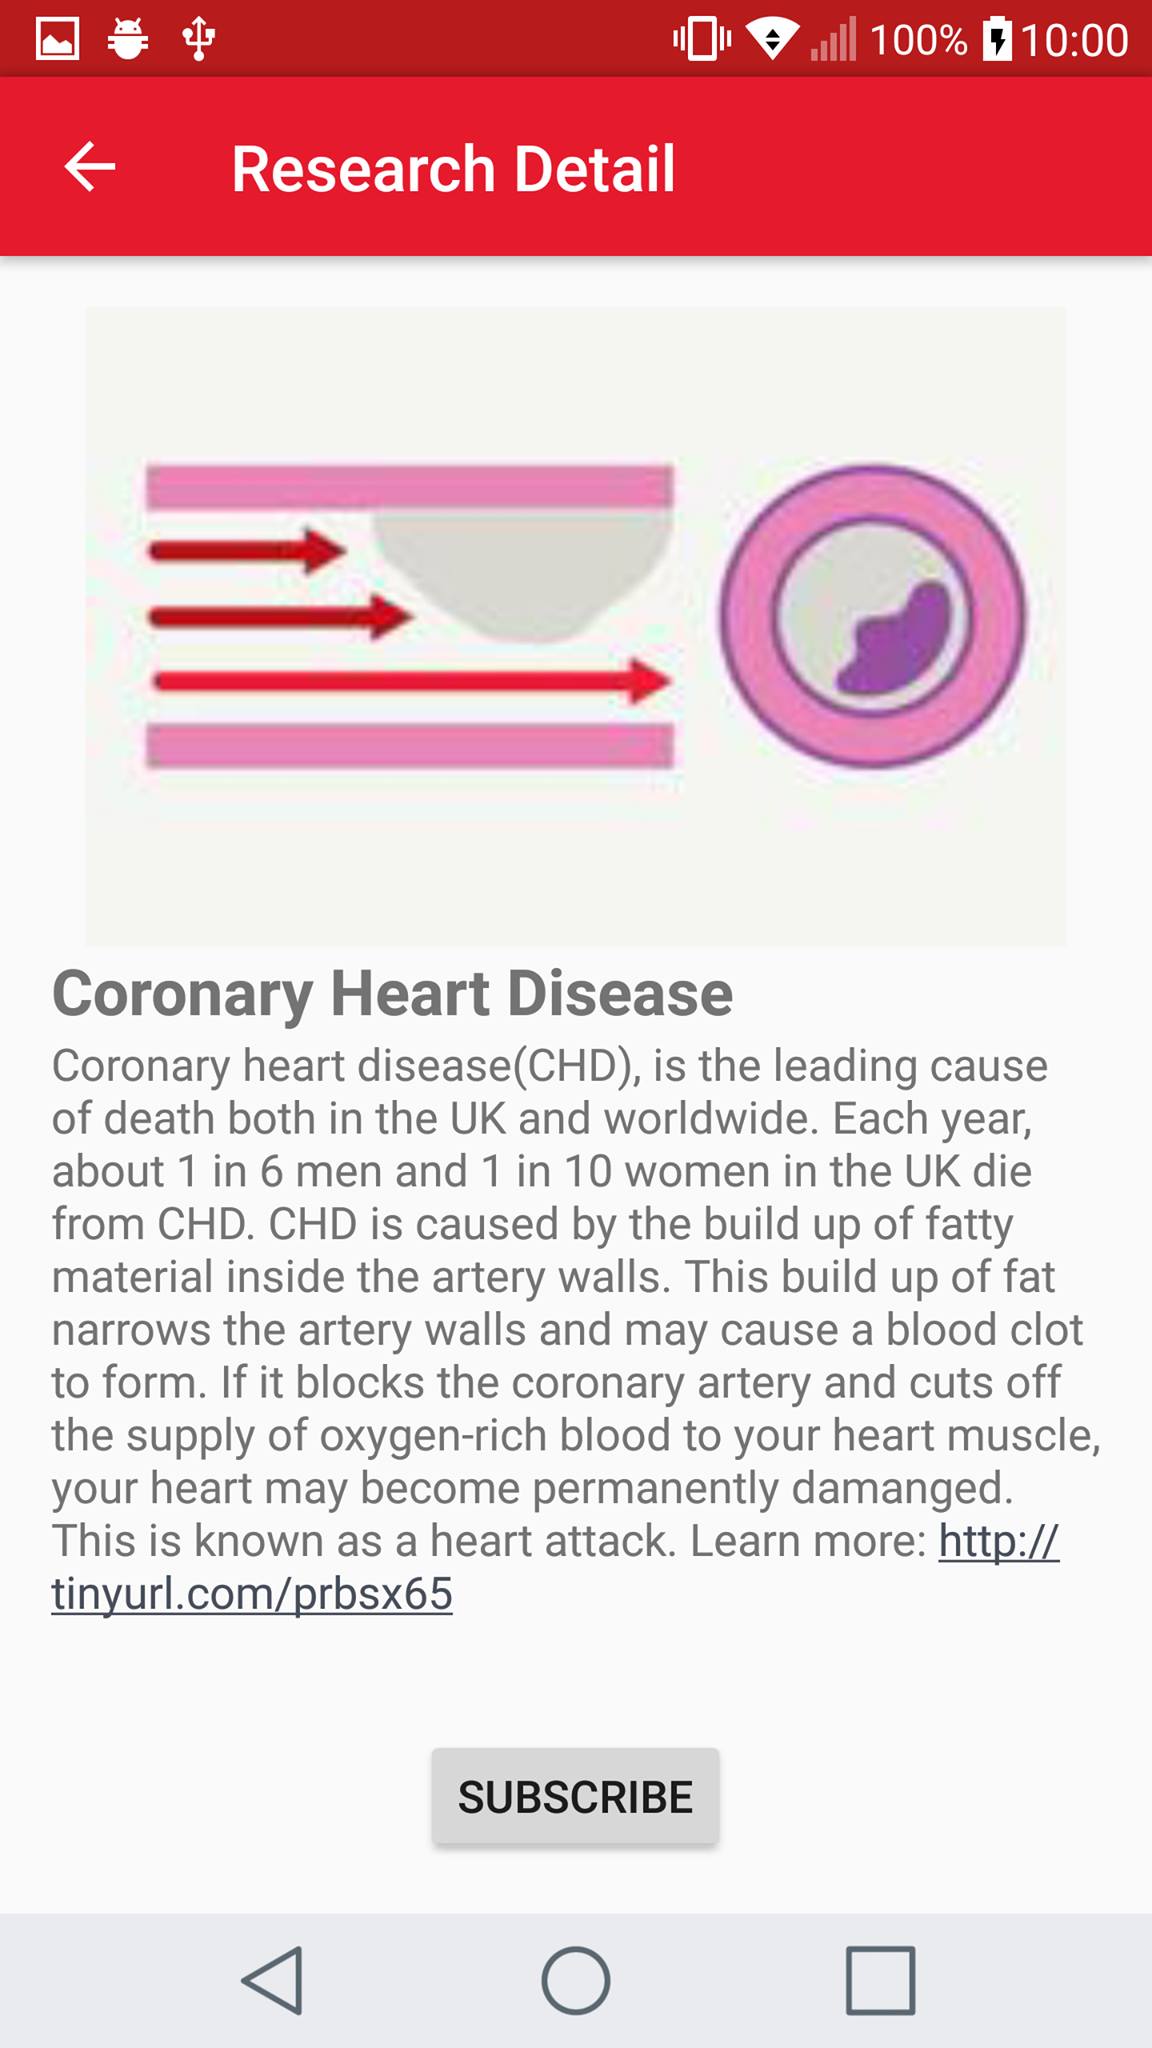 100% 10:00
Research Detail
Coronary Heart Disease
Coronary heart disease(CHD), is the leading cause
of death both in the UK and worldwide. Each year,
about 1 in 6 men and 1 in 10 women in the UK die
from CHD. CHD is caused by the build up of fatty
material inside the artery walls. This build up of fat
narrows the artery walls and may cause a blood clot
to form. If it blocks the coronary artery and cuts off
the supply of oxygen-rich blood to your heart muscle,
your heart may become permanently damanged.
This is known as a heart attack. Learn more: http://
tinyurl.com/prbsx65
SUBSCRIBE